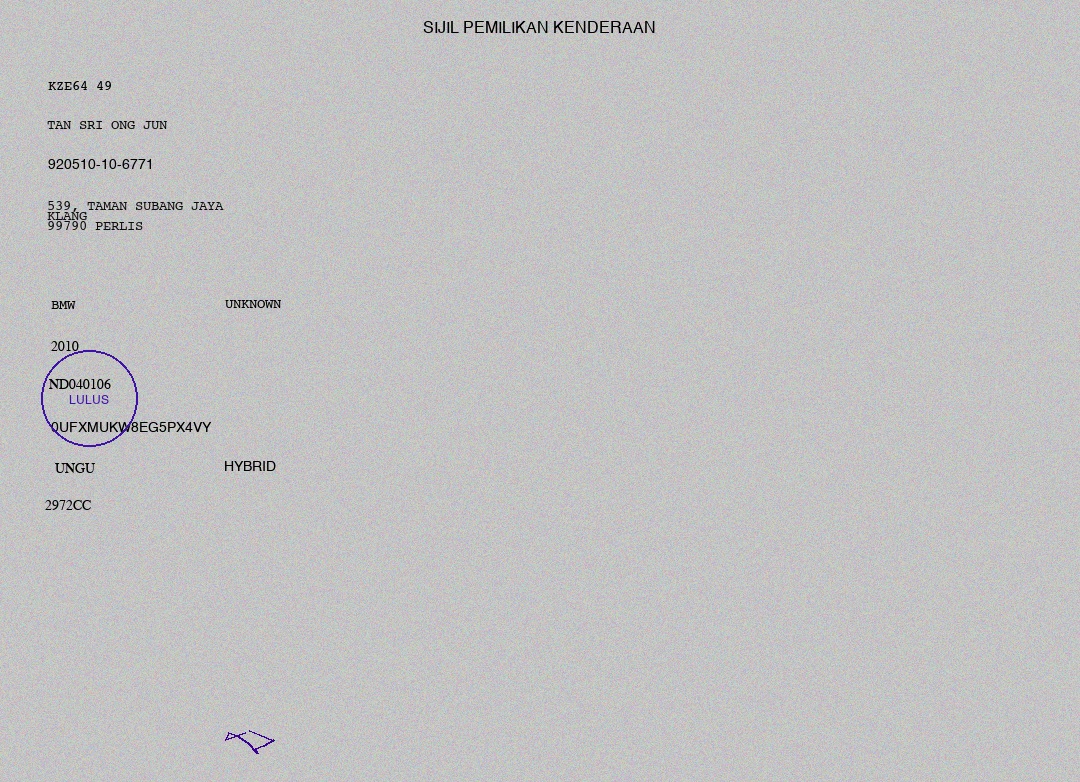 SIJIL PEMILIKAN KENDERAAN
KZE64 49
TAN SRI ONG JUN
920510-10-6771
539, TAMAN SUBANG JAYA
KLANG
99790 PERLIS
BMW UNKNOWN
2010
ND040106
LULUS
0UFXMUKW8EG5PX4VY
UNGU HYBRID
2972CC